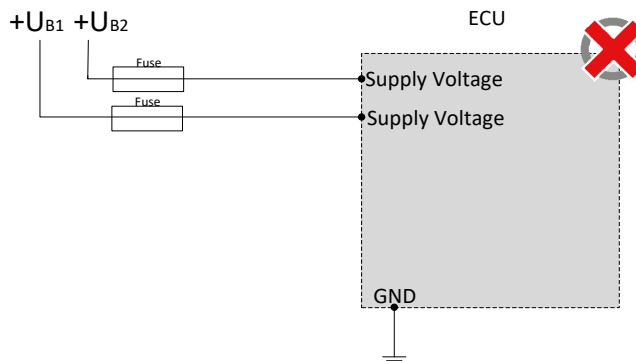 +UB1 +UB2
ECU
Fuse
Supply Voltage
Fuse
Supply Voltage
GND